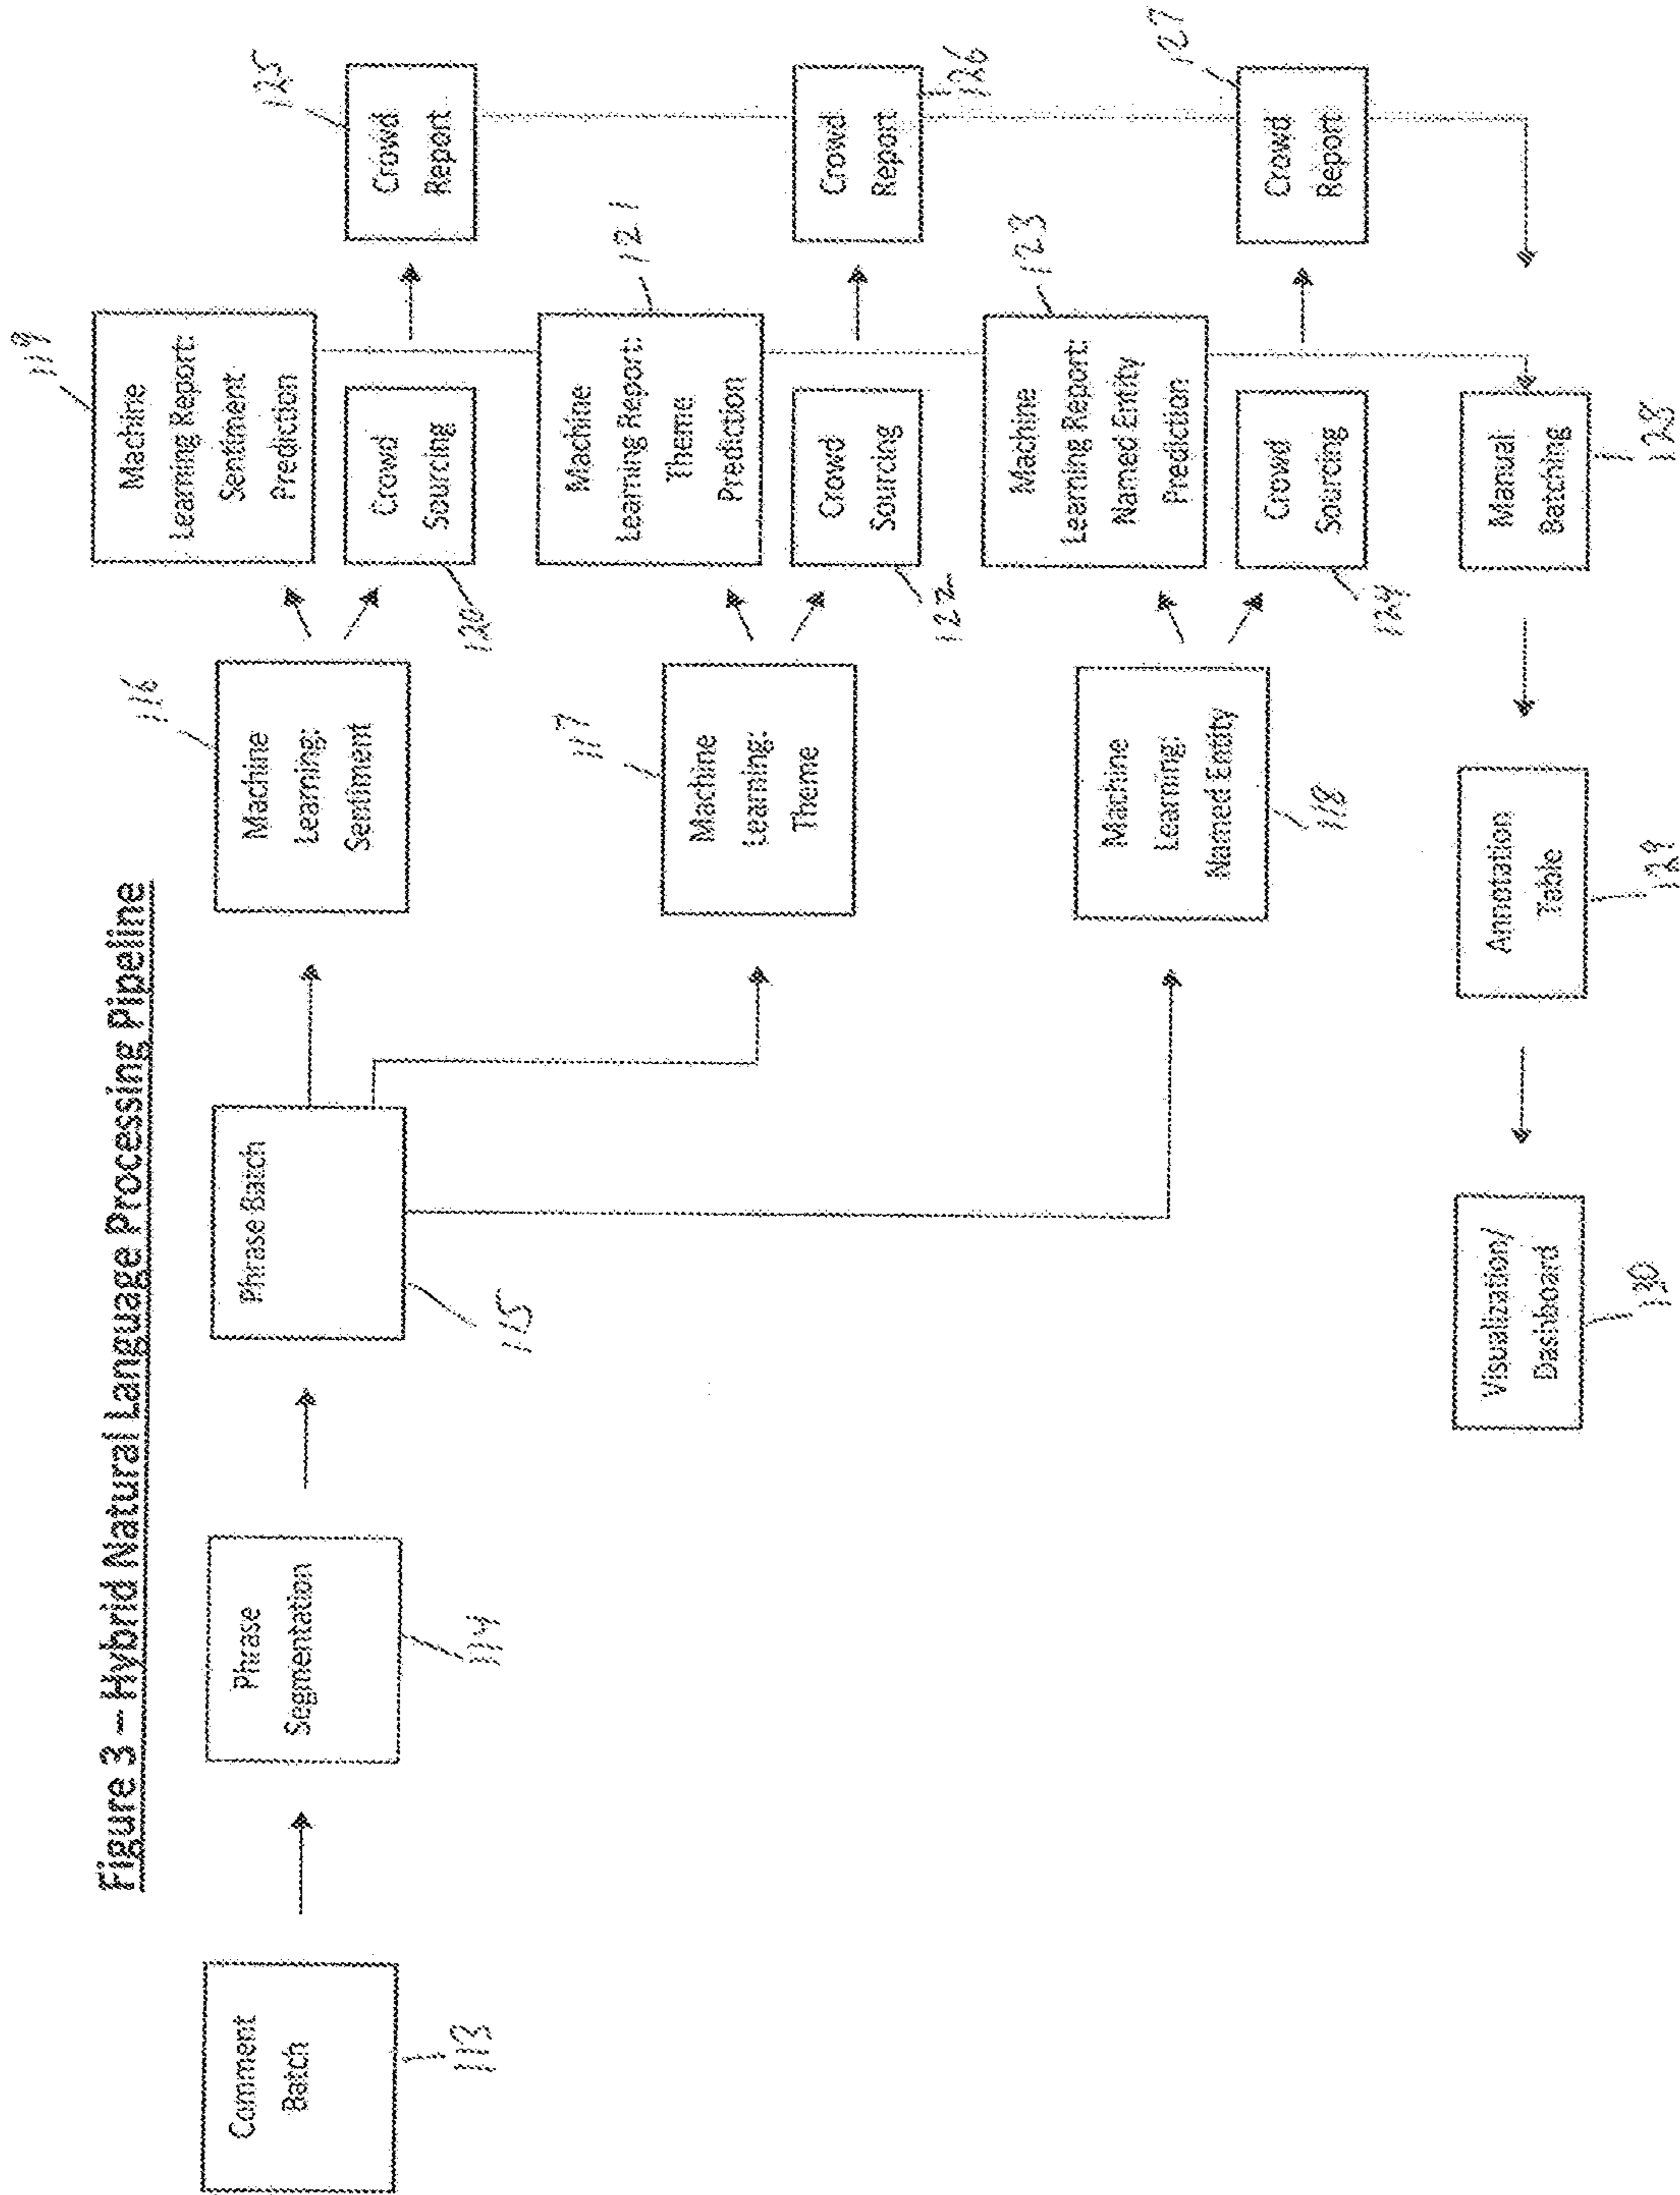 Figure 3 – Hybrid Natural Language Processing Pipeline
Comment
Batch
113
Phrase
Segmentation
114
Phrase Batch
115
Machine
Learning:
Sentiment
116
Machine
Learning:
Theme
117
Machine
Learning:
Named Entity
118
Machine
Learning Report:
Sentiment
Prediction
119
Crowd
Sourcing
120
Machine
Learning Report:
Theme
Prediction
121
Crowd
Sourcing
122
Machine
Learning Report:
Named Entity
Prediction
123
Crowd
Sourcing
124
Crowd
Report
125
Crowd
Report
126
Crowd
Report
127
Manual
Batching
128
Annotation
Table
129
Visualization/
Dashboard
130